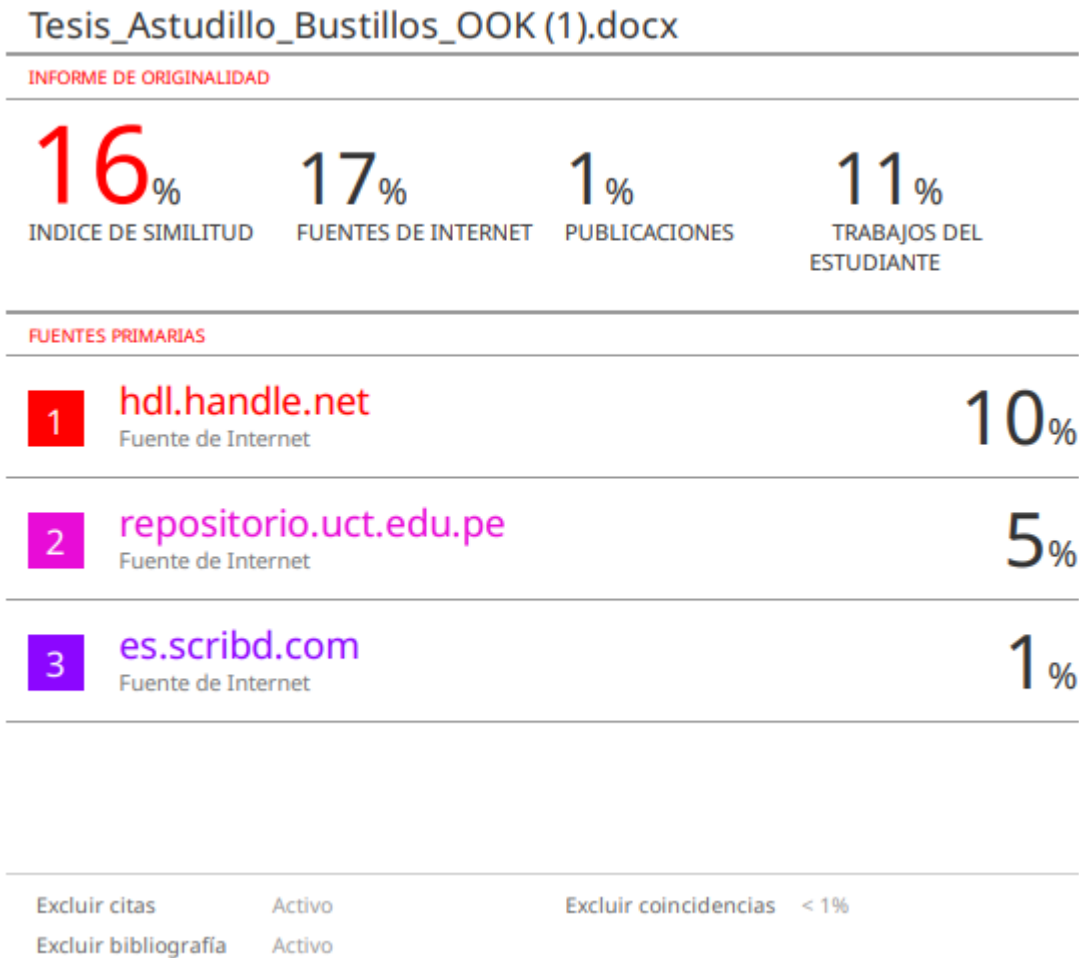 Tesis_Astudillo_Bustillos_OOK (1).docx
INFORME DE ORIGINALIDAD
16% 17% 1% 11%
INDICE DE SIMILITUD FUENTES DE INTERNET PUBLICACIONES TRABAJOS DEL
ESTUDIANTE
FUENTES PRIMARIAS
1 hdl.handle.net 10%
Fuente de Internet
2 repositorio.uct.edu.pe 5%
Fuente de Internet
3 es.scribd.com 1%
Fuente de Internet
Excluir citas Activo Excluir coincidencias < 1%
Excluir bibliografía Activo